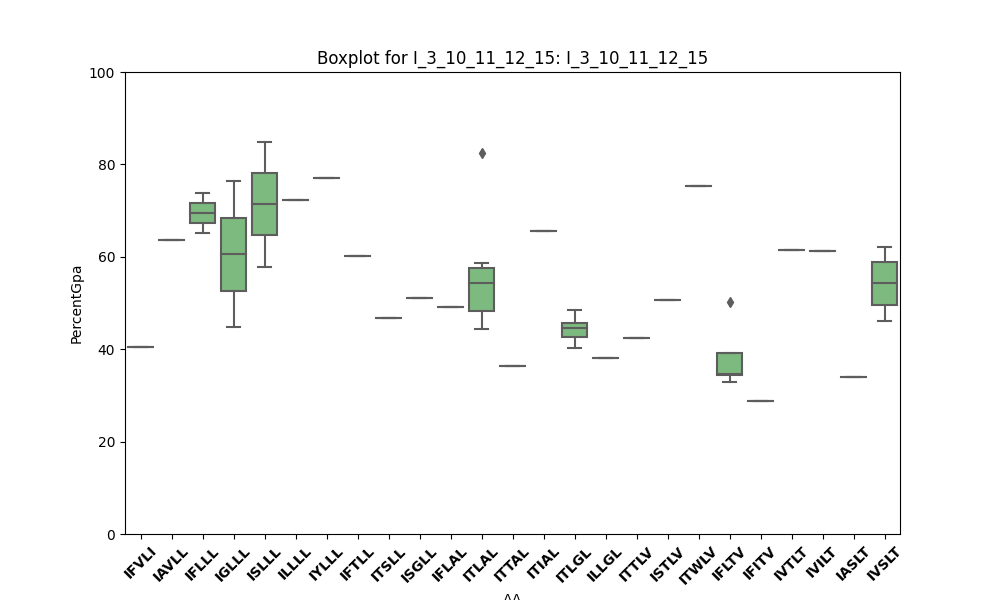 Boxplot for I_3_10_11_12_15: I_3_10_11_12_15
100
80
60
40
20
0
PercentGpa
IFVLI IAVLL IFLLL IGLLL ISLLL ILLLL IYLLL IFTLL ITSLL ISGLL IFLAL ITLAL ITTAL ITIAL ITLGL ILLGL ITTLV ISTLV ITWLV IFLTV IFITV IVTLT IVILT IASLT IVSLT
AA